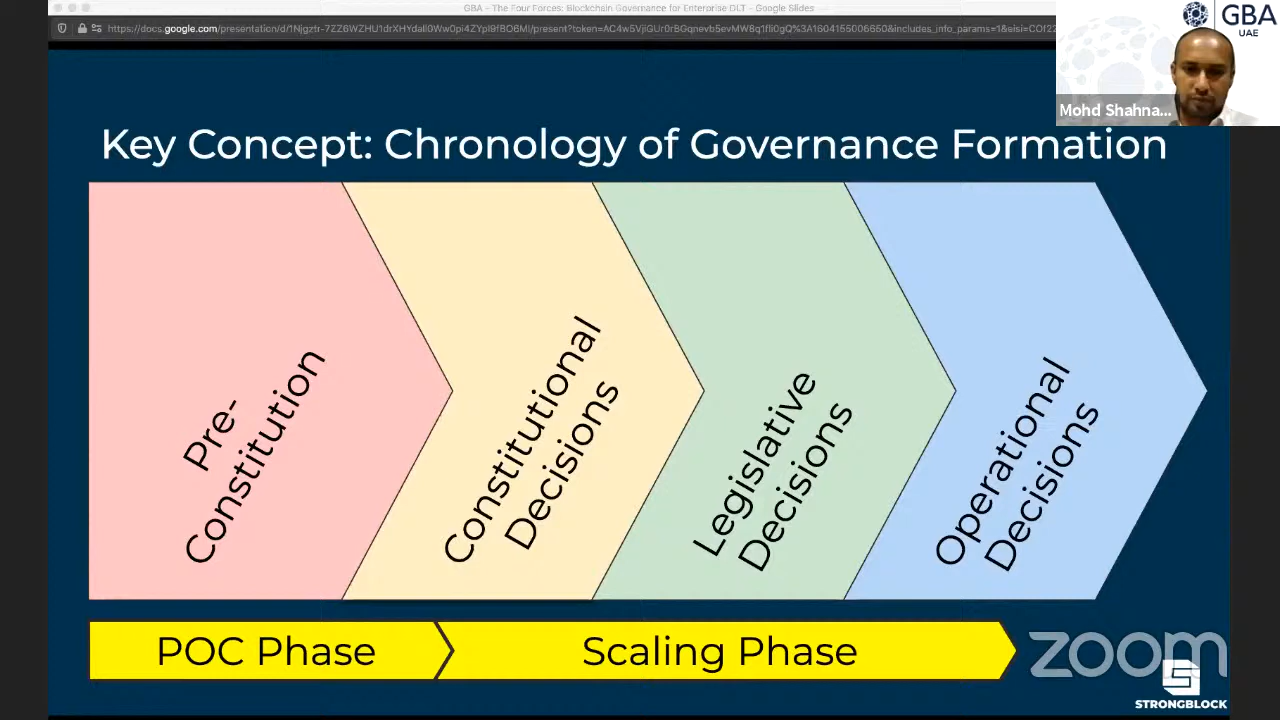 GBA - The Four Forces: Blockchain Governance for Enterprise DLT - Google Slides
GBA
UAE
Mohd Shahna...
Key Concept: Chronology of Governance Formation
Pre-
Constitution
Constitutional
Decisions
Legislative
Decisions
Operational
Decisions
POC Phase
Scaling Phase
zoom
STRONGBLOCK